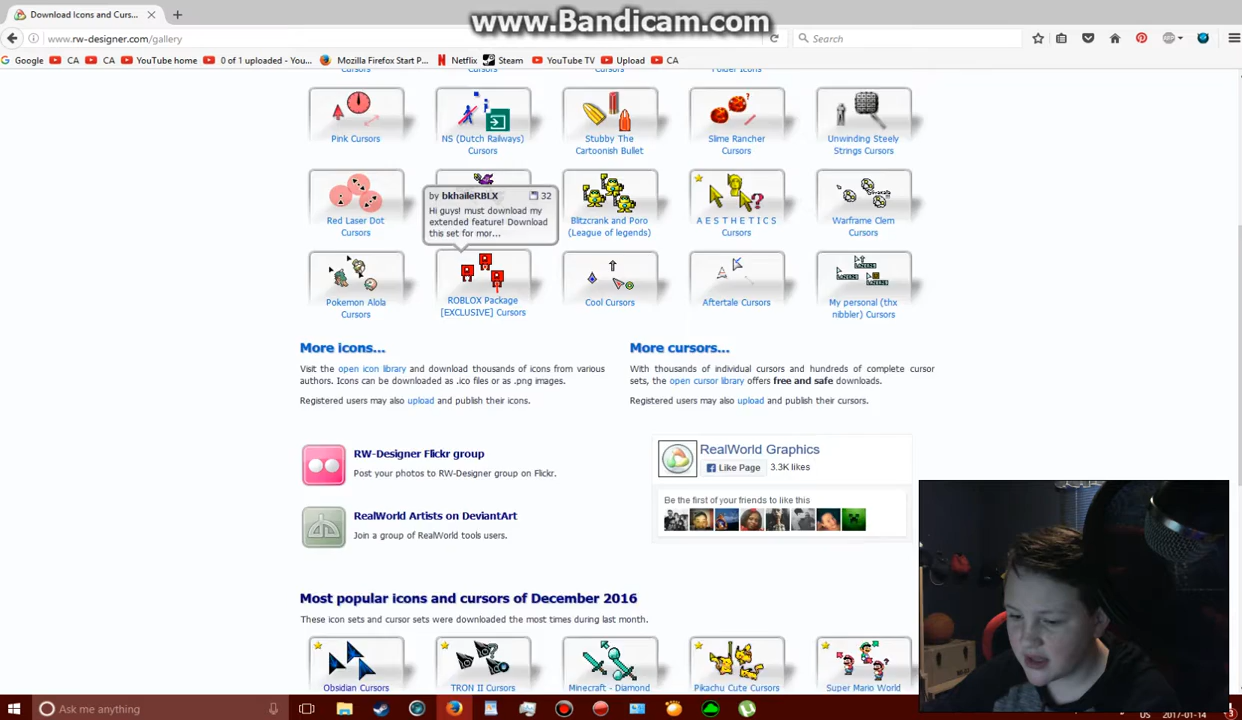 Download Icons and Curs...
www.Bandicam.com
www.rw-designer.com/gallery
Search
Google
CA
CA
YouTube home
0 of 1 uploaded - You...
Mozilla Firefox Start P...
Netflix
Steam
YouTube TV
Upload
CA
Pink Cursors
NS (Dutch Railways) Cursors
Stubby The Cartoonish Bullet
Slime Rancher Cursors
Unwinding Steely Strings Cursors
Red Laser Dot Cursors
by bkhaileRBLX 32
Hi guys! must download my
extended feature! Download
this set for mor...
Blitzcrank and Poro (League of legends)
A E S T H E T I C S Cursors
Warframe Clem Cursors
Pokemon Alola Cursors
ROBLOX Package [EXCLUSIVE] Cursors
Cool Cursors
Aftertale Cursors
My personal (thx nibbler) Cursors
More icons...
Visit the open icon library and download thousands of icons from various
authors. Icons can be downloaded as .ico files or as .png images.
Registered users may also upload and publish their icons.
More cursors...
With thousands of individual cursors and hundreds of complete cursor
sets, the open cursor library offers free and safe downloads.
Registered users may also upload and publish their cursors.
RW-Designer Flickr group
Post your photos to RW-Designer group on Flickr.
RealWorld Artists on DeviantArt
Join a group of RealWorld tools users.
RealWorld Graphics
Like Page 3.3K likes
Be the first of your friends to like this
Most popular icons and cursors of December 2016
These icon sets and cursor sets were downloaded the most times during last month.
Obsidian Cursors
TRON II Cursors
Minecraft - Diamond
Pikachu Cute Cursors
Super Mario World
Ask me anything
US
2017-01-14